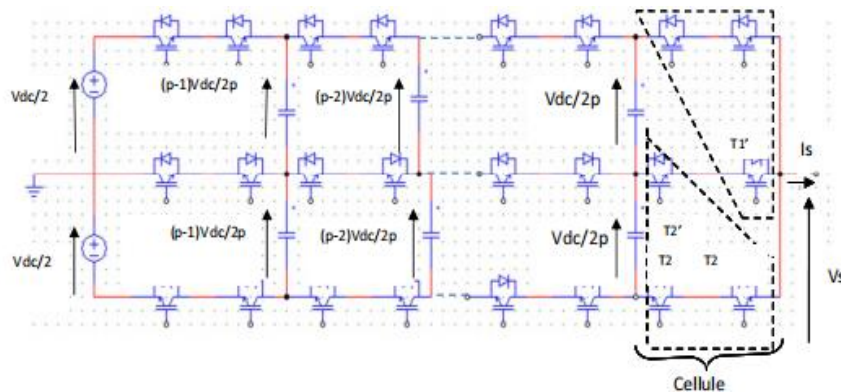 Vdc/2
(p-1)Vdc/2p
(p-2)Vdc/2p
Vdc/2p
T1'
Is
Vdc/2
(p-1)Vdc/2p
(p-2)Vdc/2p
Vdc/2p
T2'
T2 T2
Vs
Cellule